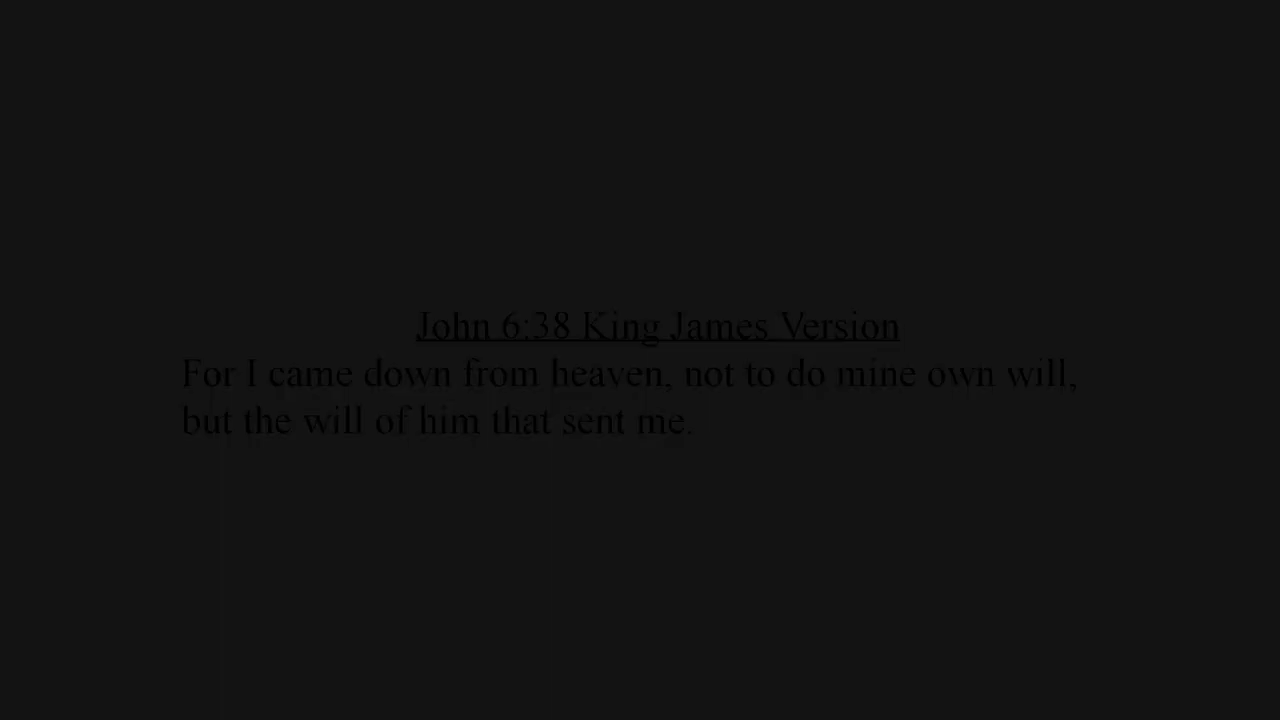 John 6:38 King James Version
For I came down from heaven, not to do mine own will,
but the will of him that sent me.